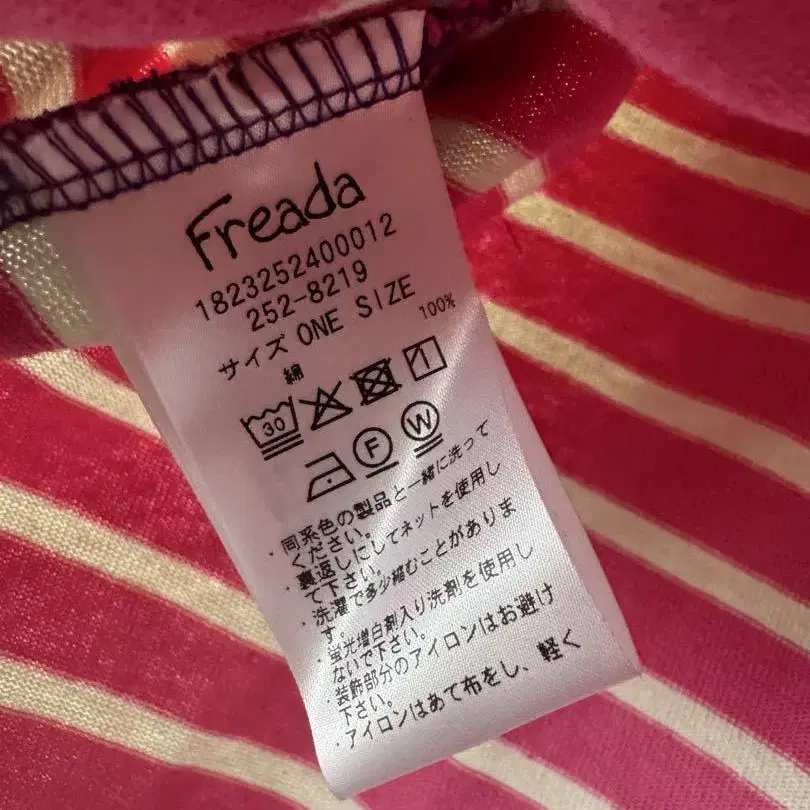 Freada
1823252400012
252-8219
サイズ ONE SIZE
綿 100%
30 1
F W
・同系色の製品と一緒に洗って
ください。
・裏返しにしてネットを使用し
て下さい。
・洗濯で多少縮むことがありま
す。
・蛍光増白剤入り洗剤を使用し
ないで下さい。
・装飾部分のアイロンはお避け
下さい。
・アイロンはあて布をし、軽く